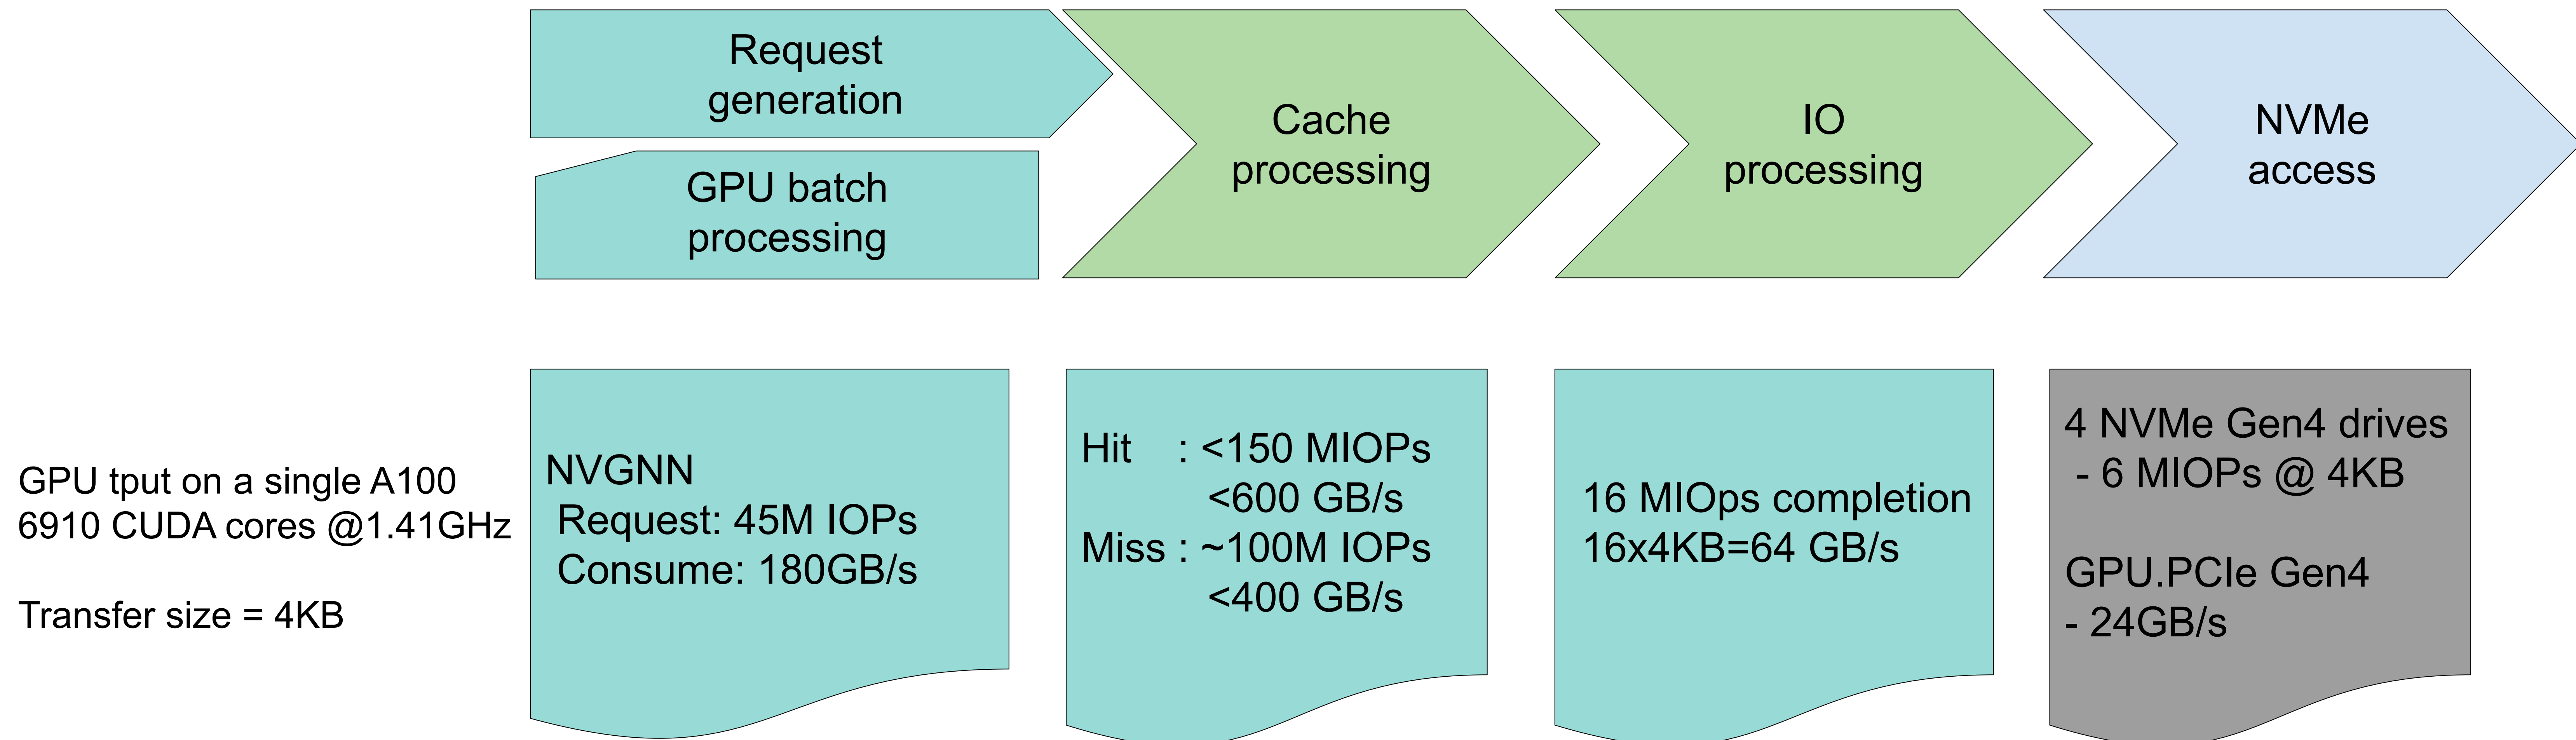 Request
generation
GPU batch
processing
Cache
processing
IO
processing
NVMe
access
GPU tput on a single A100
6910 CUDA cores @1.41GHz
Transfer size = 4KB
NVGNN
Request: 45M IOPs
Consume: 180GB/s
Hit : <150 MIOPs
<600 GB/s
Miss : ~100M IOPs
<400 GB/s
16 MIOps completion
16x4KB=64 GB/s
4 NVMe Gen4 drives
- 6 MIOPs @ 4KB
GPU.PCIe Gen4
- 24GB/s